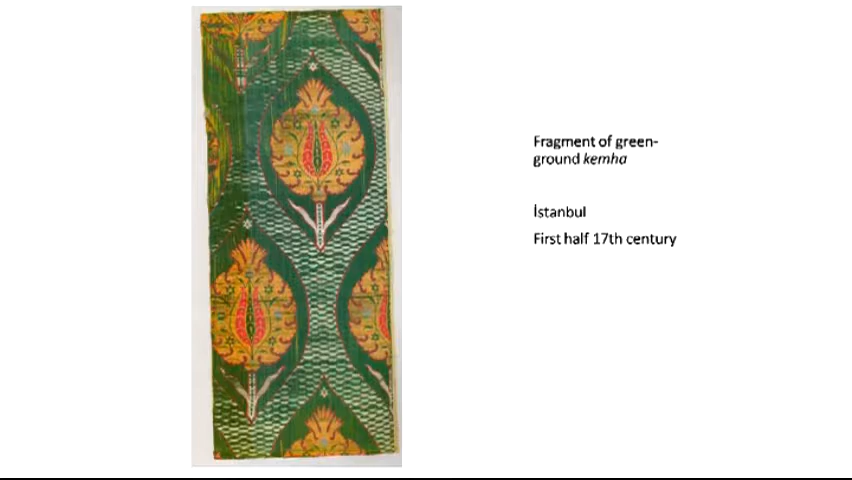 Fragment of green-
ground kemha
İstanbul
First half 17th century